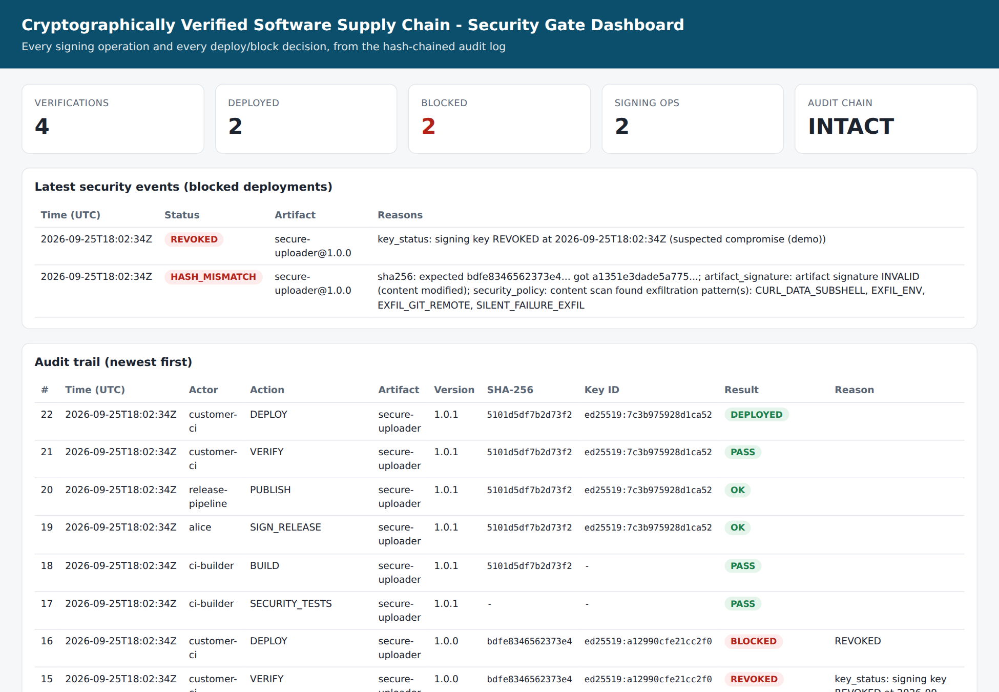 Cryptographically Verified Software Supply Chain - Security Gate Dashboard
Every signing operation and every deploy/block decision, from the hash-chained audit log
VERIFICATIONS
4
DEPLOYED
2
BLOCKED
2
SIGNING OPS
2
AUDIT CHAIN
INTACT
Latest security events (blocked deployments)
Time (UTC) Status Artifact Reasons
2026-09-25T18:02:34Z REVOKED secure- key_status: signing key REVOKED at 2026-09-25T18:02:34Z (suspected compromise (demo))
uploader@1.0.0
2026-09-25T18:02:34Z HASH_MISMATCH secure- sha256: expected bdfe8346562373e4... got a1351e3dade5a775...; artifact_signature: artifact signature INVALID
uploader@1.0.0 (content modified); security_policy: content scan found exfiltration pattern(s): CURL_DATA_SUBSHELL, EXFIL_ENV,
EXFIL_GIT_REMOTE, SILENT_FAILURE_EXFIL
Audit trail (newest first)
# Time (UTC) Actor Action Artifact Version SHA-256 Key ID Result Reason
22 2026-09-25T18:02:34Z customer- DEPLOY secure- 1.0.1 5101d5df7b2d73f2 ed25519:7c3b975928d1ca52 DEPLOYED
ci uploader
21 2026-09-25T18:02:34Z customer- VERIFY secure- 1.0.1 5101d5df7b2d73f2 ed25519:7c3b975928d1ca52 PASS
ci uploader
20 2026-09-25T18:02:34Z release- PUBLISH secure- 1.0.1 5101d5df7b2d73f2 ed25519:7c3b975928d1ca52 OK
pipeline uploader
19 2026-09-25T18:02:34Z alice SIGN_RELEASE secure- 1.0.1 5101d5df7b2d73f2 ed25519:7c3b975928d1ca52 OK
uploader
18 2026-09-25T18:02:34Z ci-builder BUILD secure- 1.0.1 5101d5df7b2d73f2 - PASS
uploader
17 2026-09-25T18:02:34Z ci-builder SECURITY_TESTS secure- 1.0.1 - - PASS
uploader
16 2026-09-25T18:02:34Z customer- DEPLOY secure- 1.0.0 bdfe8346562373e4 ed25519:a12990cfe21cc2f0 BLOCKED REVOKED
ci uploader
15 2026-09-25T18:02:34Z customer- VERIFY secure- 1.0.0 bdfe8346562373e4 ed25519:a12990cfe21cc2f0 REVOKED key_status: signing key
ci uploader REVOKED at 2026-09-